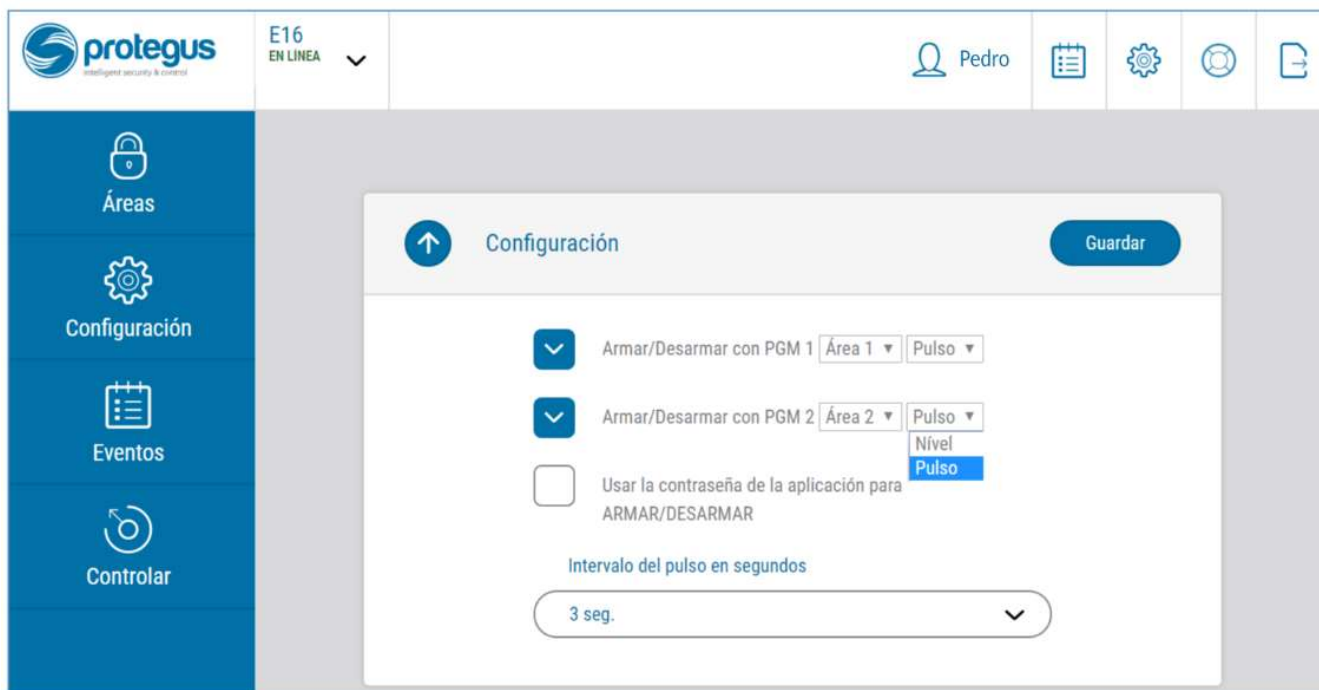 protegus
intelligent security & control
E16
EN LÍNEA
Pedro
Áreas
Configuración
Eventos
Controlar
Configuración
Guardar
Armar/Desarmar con PGM 1 Área 1 Pulso
Armar/Desarmar con PGM 2 Área 2 Pulso
Nível
Pulso
Usar la contraseña de la aplicación para
ARMAR/DESARMAR
Intervalo del pulso en segundos
3 seg.